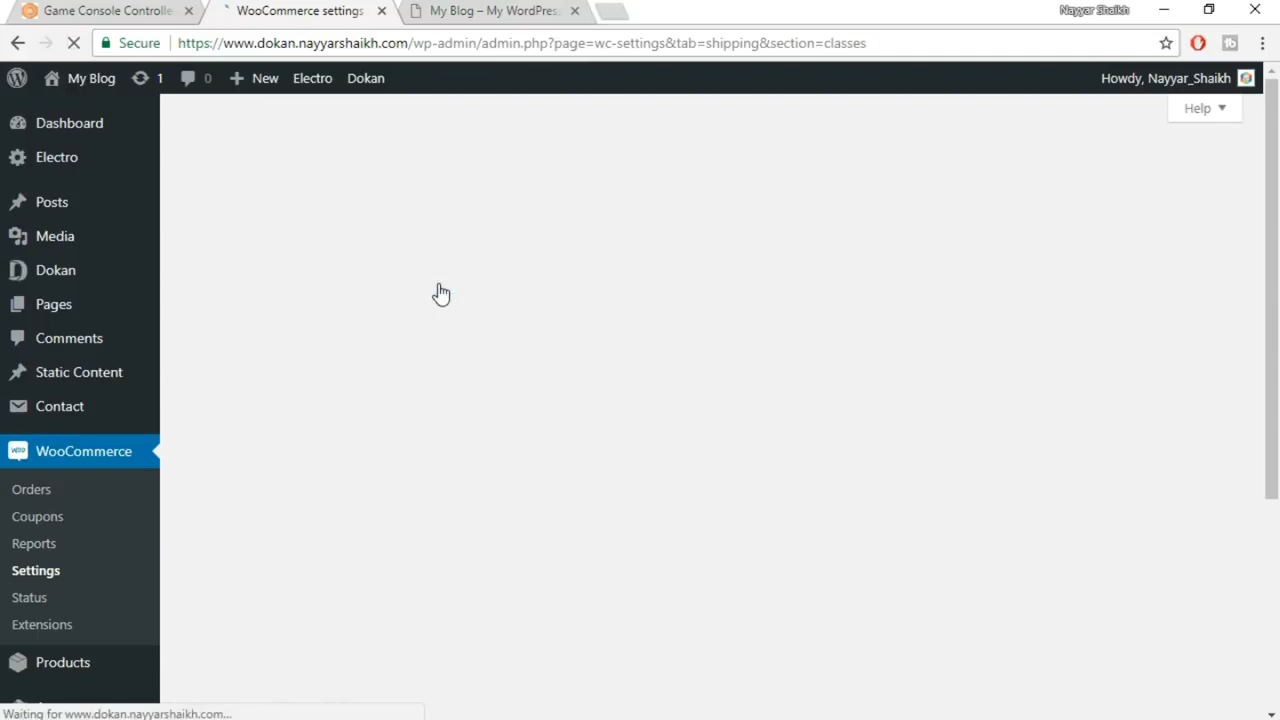 Game Console Controlle
WooCommerce settings
My Blog – My WordPres
Nayyar Shaikh
Secure
https://www.dokan.nayyarshaikh.com/wp-admin/admin.php?page=wc-settings&tab=shipping&section=classes
My Blog
1
0
New
Electro
Dokan
Howdy, Nayyar_Shaikh
Help
Dashboard
Electro
Posts
Media
Dokan
Pages
Comments
Static Content
Contact
WooCommerce
Orders
Coupons
Reports
Settings
Status
Extensions
Products
Waiting for www.dokan.nayyarshaikh.com...